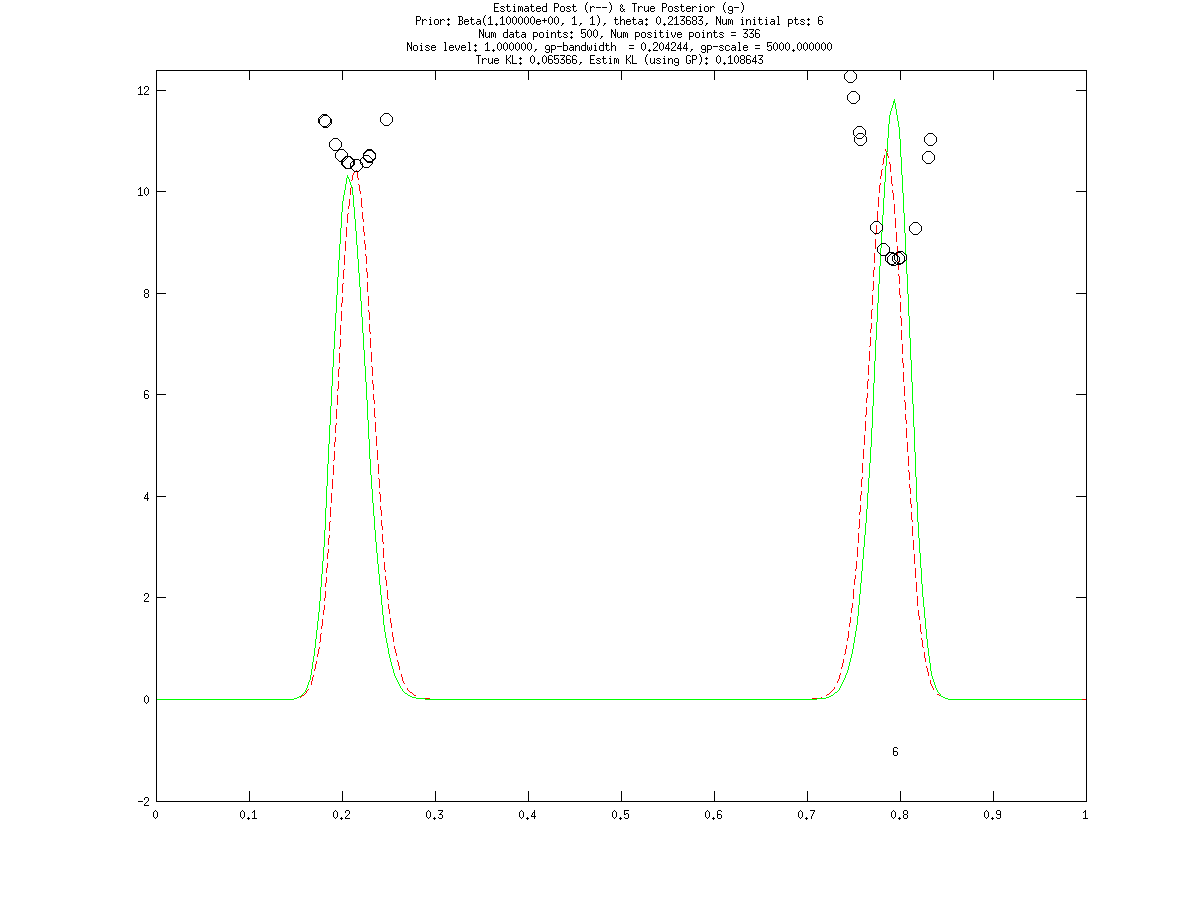 Estimated Post (r--) & True Posterior (g-)
Prior: Beta(1.100000e+00, 1, 1), theta: 0.213683, Num initial pts: 6
Num data points: 500, Num positive points = 336
Noise level: 1.000000, gp-bandwidth  = 0.204244, gp-scale = 5000.000000
True KL: 0.065366, Estim KL (using GP): 0.108643
12
10
8
6
4
2
0
6
-2
0 0.1 0.2 0.3 0.4 0.5 0.6 0.7 0.8 0.9 1